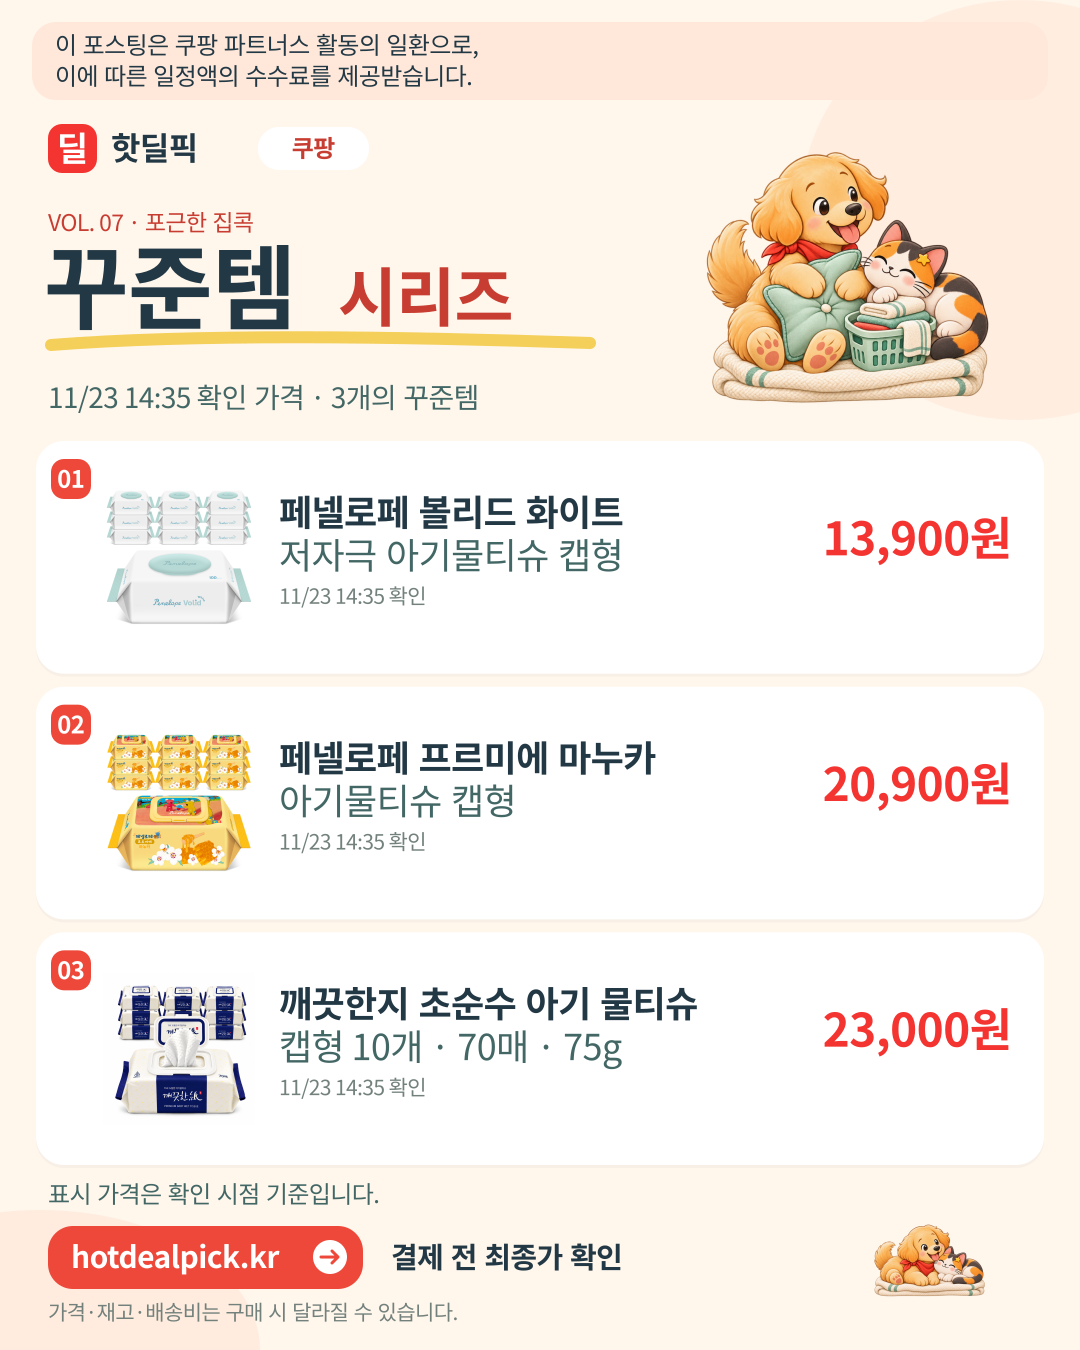 이 포스팅은 쿠팡 파트너스 활동의 일환으로,
이에 따른 일정액의 수수료를 제공받습니다.
딜 핫딜픽 쿠팡
VOL. 07 · 포근한 집콕
꾸준템 시리즈
11/23 14:35 확인 가격 · 3개의 꾸준템
01
페넬로페 볼리드 화이트
저자극 아기물티슈 캡형
11/23 14:35 확인
13,900원
Penelope Velid
02
페넬로페 프르미에 마누카
아기물티슈 캡형
11/23 14:35 확인
20,900원
03
깨끗한지 초순수 아기 물티슈
캡형 10개 · 70매 · 75g
11/23 14:35 확인
23,000원
표시 가격은 확인 시점 기준입니다.
hotdealpick.kr 결제 전 최종가 확인
가격·재고·배송비는 구매 시 달라질 수 있습니다.